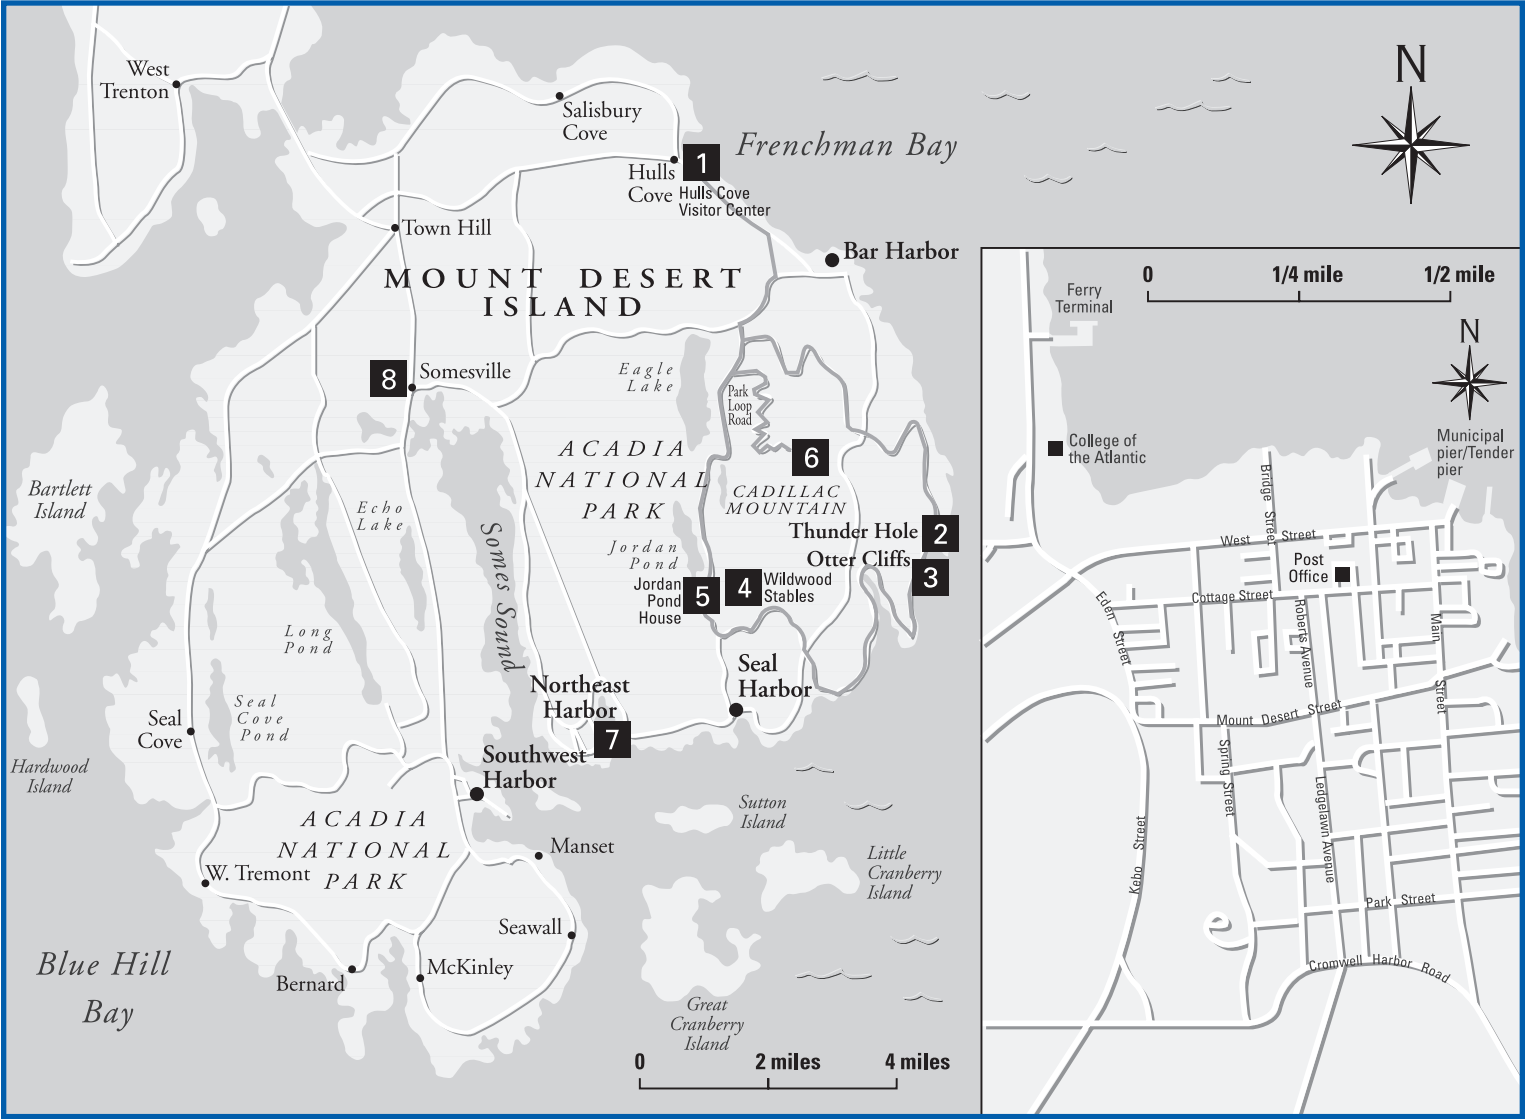 West
Trenton
Salisbury
Cove
Hulls
Cove
1
Hulls Cove
Visitor Center
Frenchman Bay
N
Town Hill
Bar Harbor
MOUNT DESERT
ISLAND
8
Somesville
Eagle
Lake
Park
Loop
Road
ACADIA
NATIONAL
PARK
6
CADILLAC
MOUNTAIN
Bartlett
Island
Echo
Lake
Somes Sound
Thunder Hole
2
Otter Cliffs
3
Jordan
Pond
Jordan
Pond
House
5
4
Wildwood
Stables
Long
Pond
Seal
Cove
Pond
Seal
Cove
Northeast
Harbor
7
Seal
Harbor
Hardwood
Island
Southwest
Harbor
Sutton
Island
ACADIA
NATIONAL
PARK
Manset
Little
Cranberry
Island
W. Tremont
Seawall
Blue Hill
Bay
Bernard
McKinley
Great
Cranberry
Island
0
2 miles
4 miles
0
1/4 mile
1/2 mile
Ferry
Terminal
N
College of
the Atlantic
Municipal
pier/Tender
pier
Bridge Street
West Street
Post
Office
Cottage Street
Eden Street
Roberts Avenue
Main Street
Mount Desert Street
Spring Street
Ledgelawn Avenue
Kebo Street
Park Street
Cromwell Harbor Road